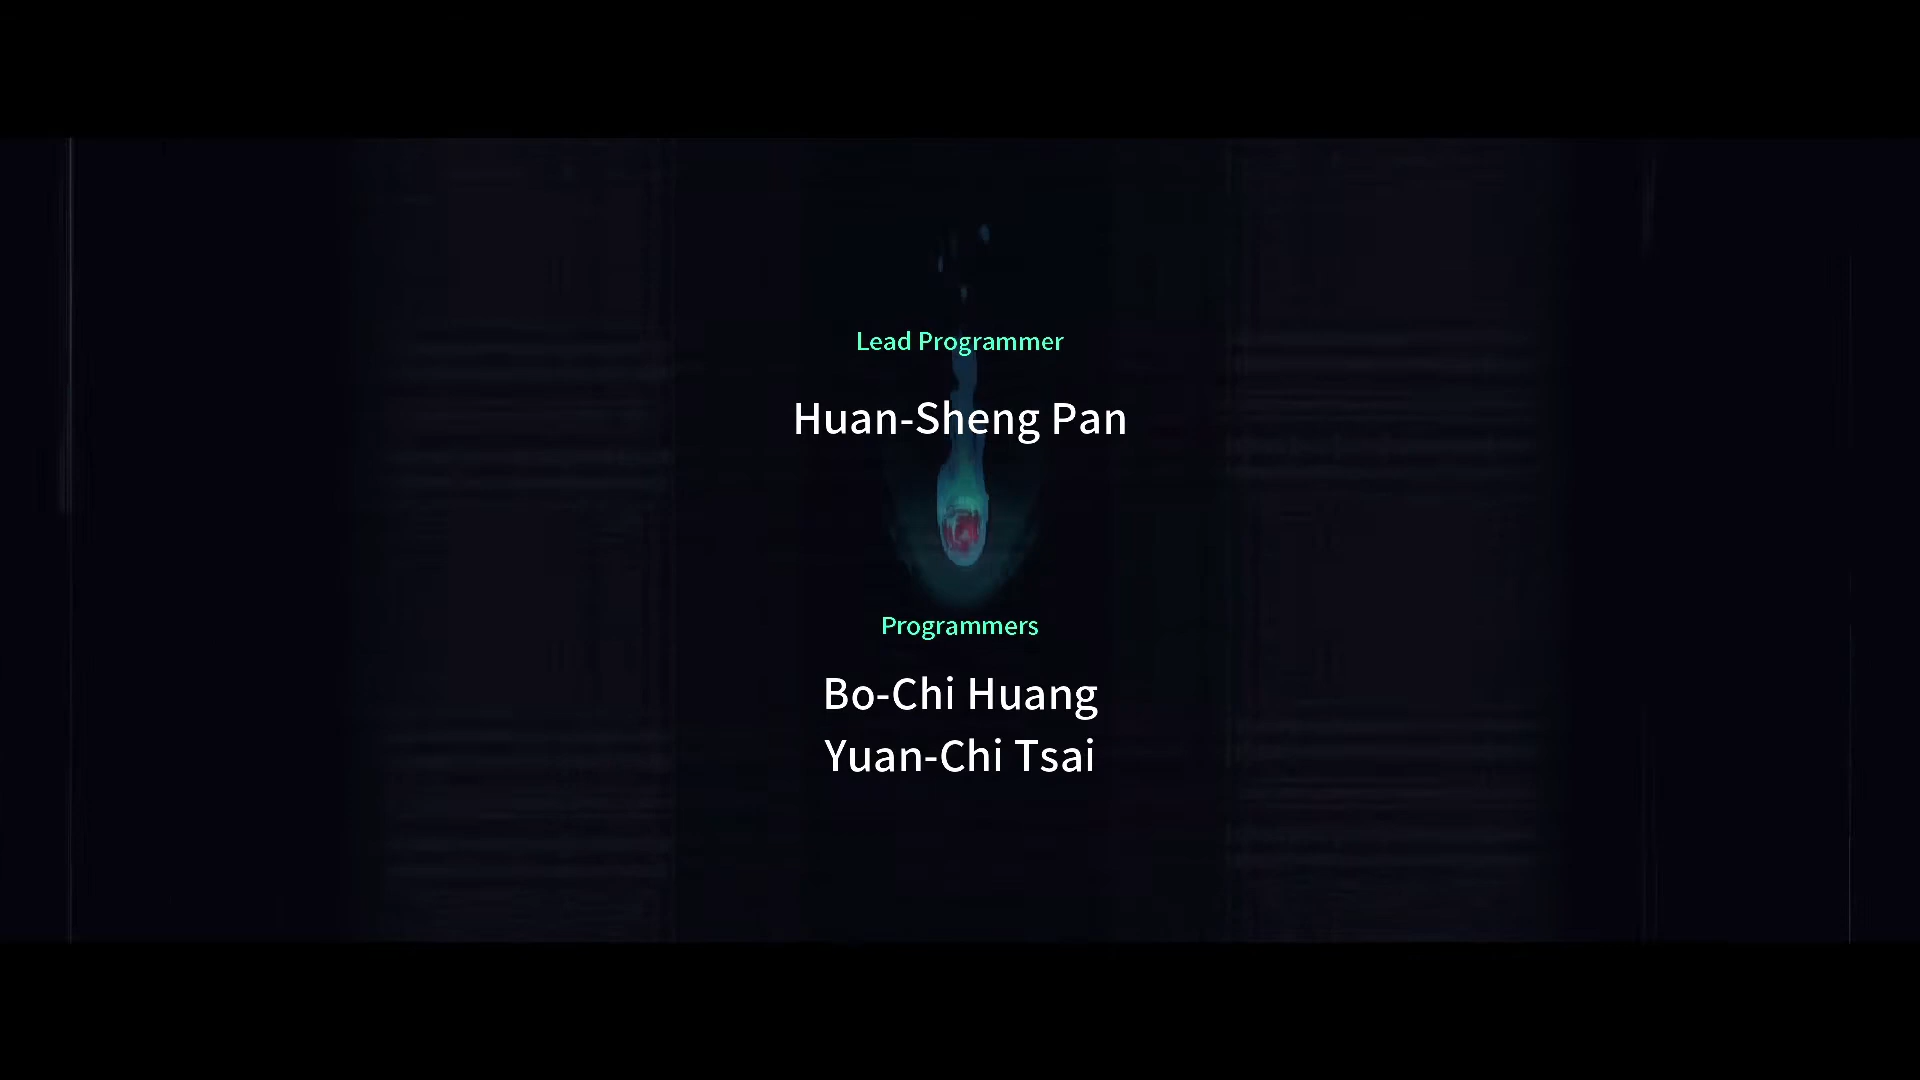 Lead Programmer
Huan-Sheng Pan
Programmers
Bo-Chi Huang
Yuan-Chi Tsai